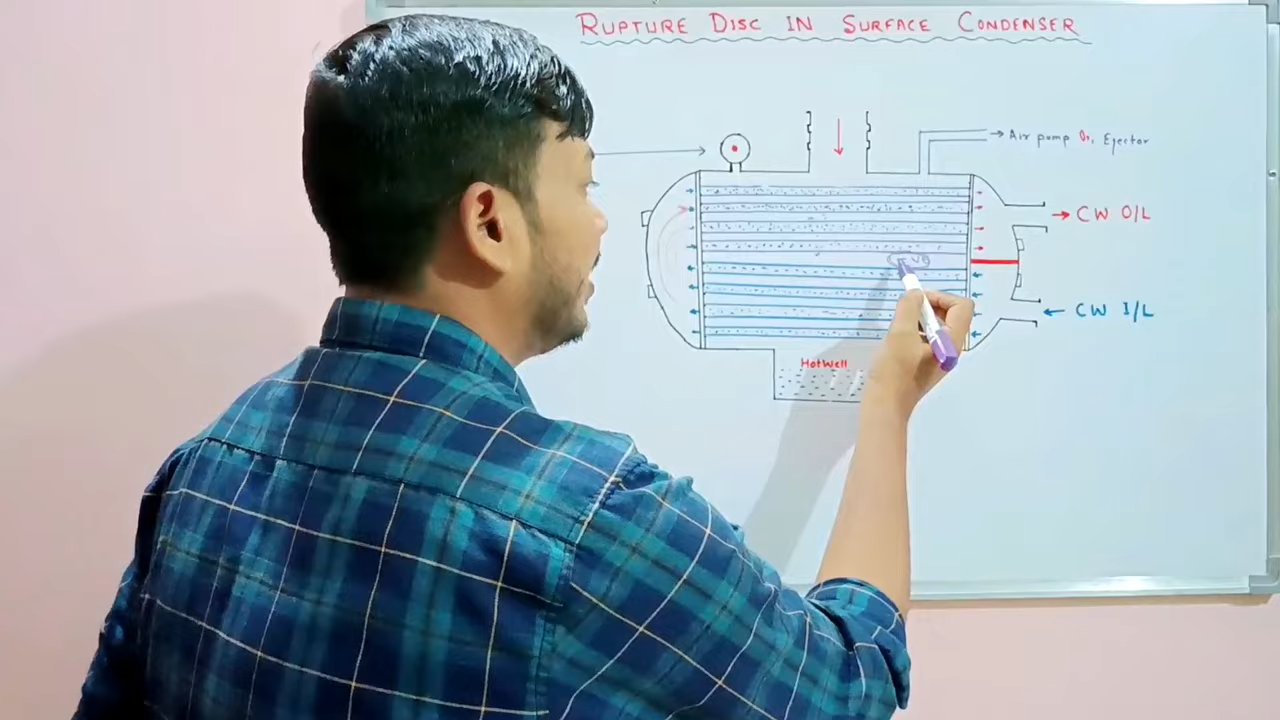 RUPTURE DISC IN SURFACE CONDENSER
Air pump Or, Ejector
CW O/L
CW I/L
HotWell